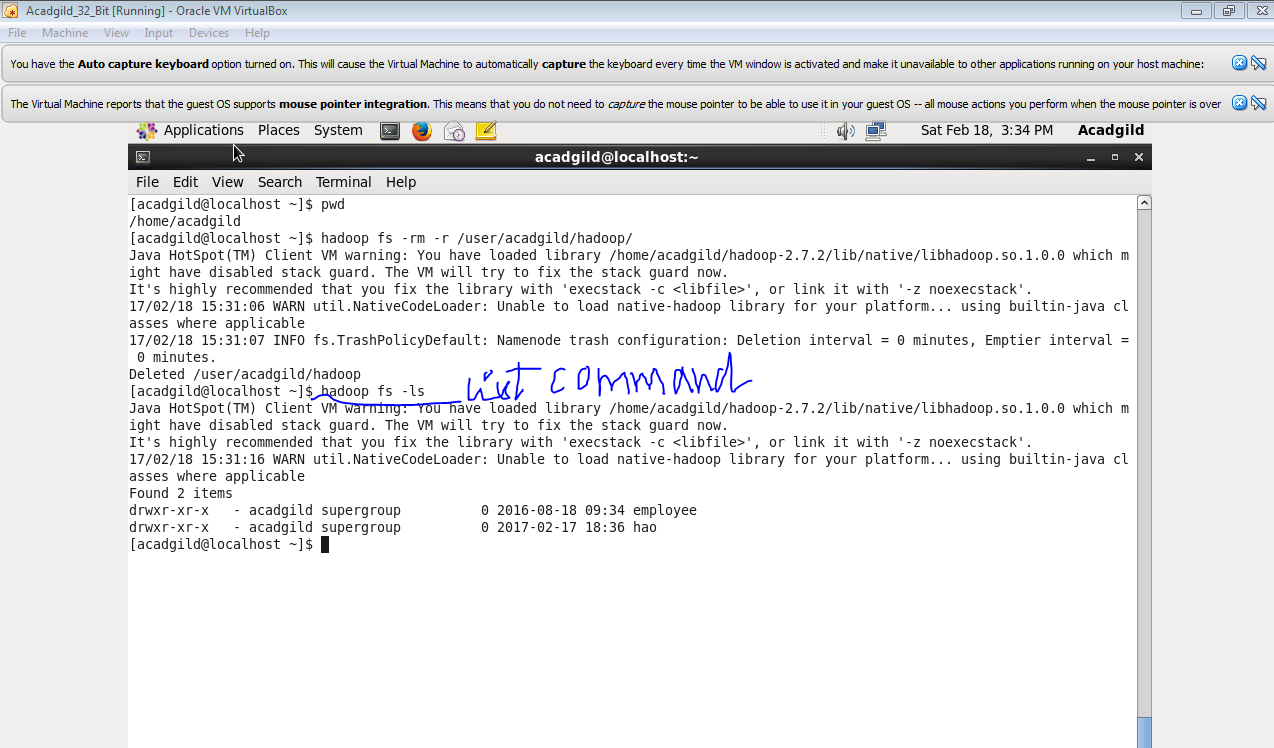 Acadgild_32_Bit [Running] - Oracle VM VirtualBox
File Machine View Input Devices Help
You have the Auto capture keyboard option turned on. This will cause the Virtual Machine to automatically capture the keyboard every time the VM window is activated and make it unavailable to other applications running on your host machine:
The Virtual Machine reports that the guest OS supports mouse pointer integration. This means that you do not need to capture the mouse pointer to be able to use it in your guest OS -- all mouse actions you perform when the mouse pointer is over
Applications Places System Sat Feb 18, 3:34 PM Acadgild
acadgild@localhost:~
File Edit View Search Terminal Help
[acadgild@localhost ~]$ pwd
/home/acadgild
[acadgild@localhost ~]$ hadoop fs -rm -r /user/acadgild/hadoop/
Java HotSpot(TM) Client VM warning: You have loaded library /home/acadgild/hadoop-2.7.2/lib/native/libhadoop.so.1.0.0 which m
ight have disabled stack guard. The VM will try to fix the stack guard now.
It's highly recommended that you fix the library with 'execstack -c <libfile>', or link it with '-z noexecstack'.
17/02/18 15:31:06 WARN util.NativeCodeLoader: Unable to load native-hadoop library for your platform... using builtin-java cl
asses where applicable
17/02/18 15:31:07 INFO fs.TrashPolicyDefault: Namenode trash configuration: Deletion interval = 0 minutes, Emptier interval =
0 minutes.
Deleted /user/acadgild/hadoop
[acadgild@localhost ~]$ hadoop fs -ls list command
Java HotSpot(TM) Client VM warning: You have loaded library /home/acadgild/hadoop-2.7.2/lib/native/libhadoop.so.1.0.0 which m
ight have disabled stack guard. The VM will try to fix the stack guard now.
It's highly recommended that you fix the library with 'execstack -c <libfile>', or link it with '-z noexecstack'.
17/02/18 15:31:16 WARN util.NativeCodeLoader: Unable to load native-hadoop library for your platform... using builtin-java cl
asses where applicable
Found 2 items
drwxr-xr-x - acadgild supergroup 0 2016-08-18 09:34 employee
drwxr-xr-x - acadgild supergroup 0 2017-02-17 18:36 hao
[acadgild@localhost ~]$